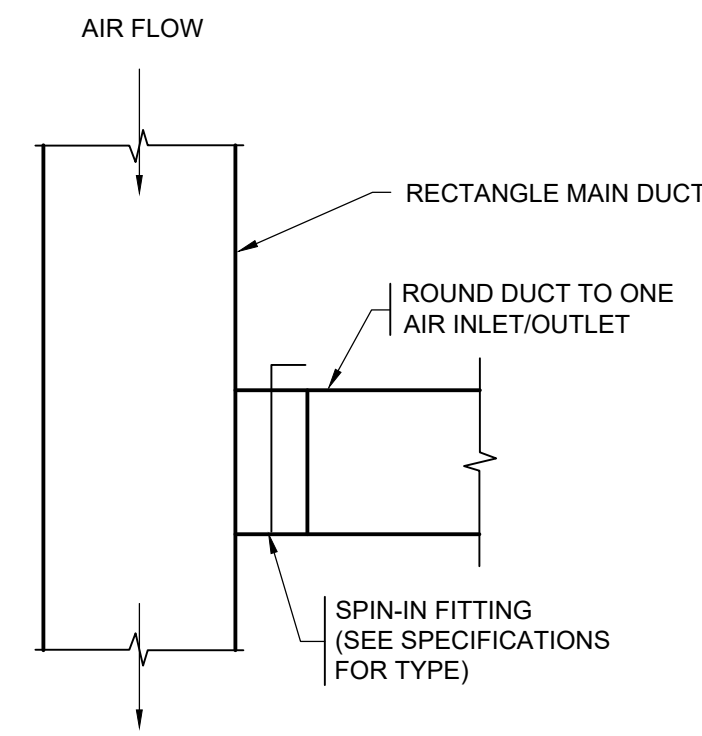 AIR FLOW
RECTANGLE MAIN DUCT
ROUND DUCT TO ONE
AIR INLET/OUTLET
SPIN-IN FITTING
(SEE SPECIFICATIONS
FOR TYPE)